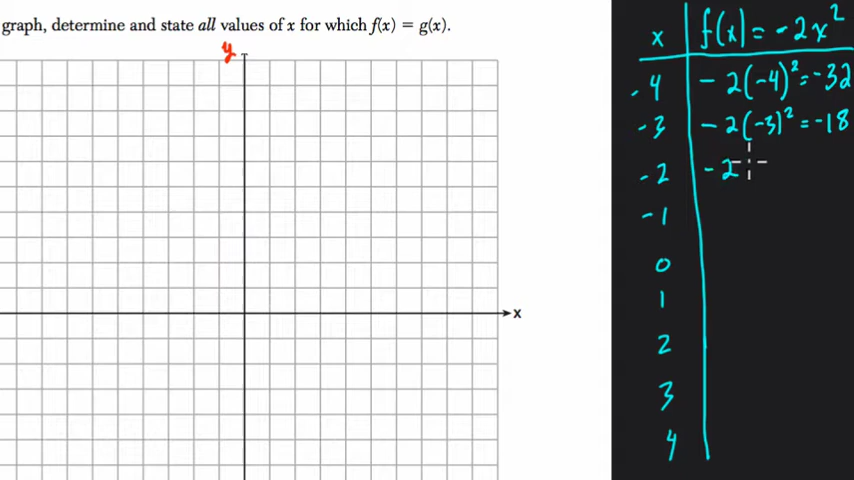 graph, determine and state all values of x for which f(x) = g(x).
y
x
x f(x) = -2x²
-4 -2(-4)² = -32
-3 -2(-3)² = -18
-2 -2
-1
0
1
2
3
4